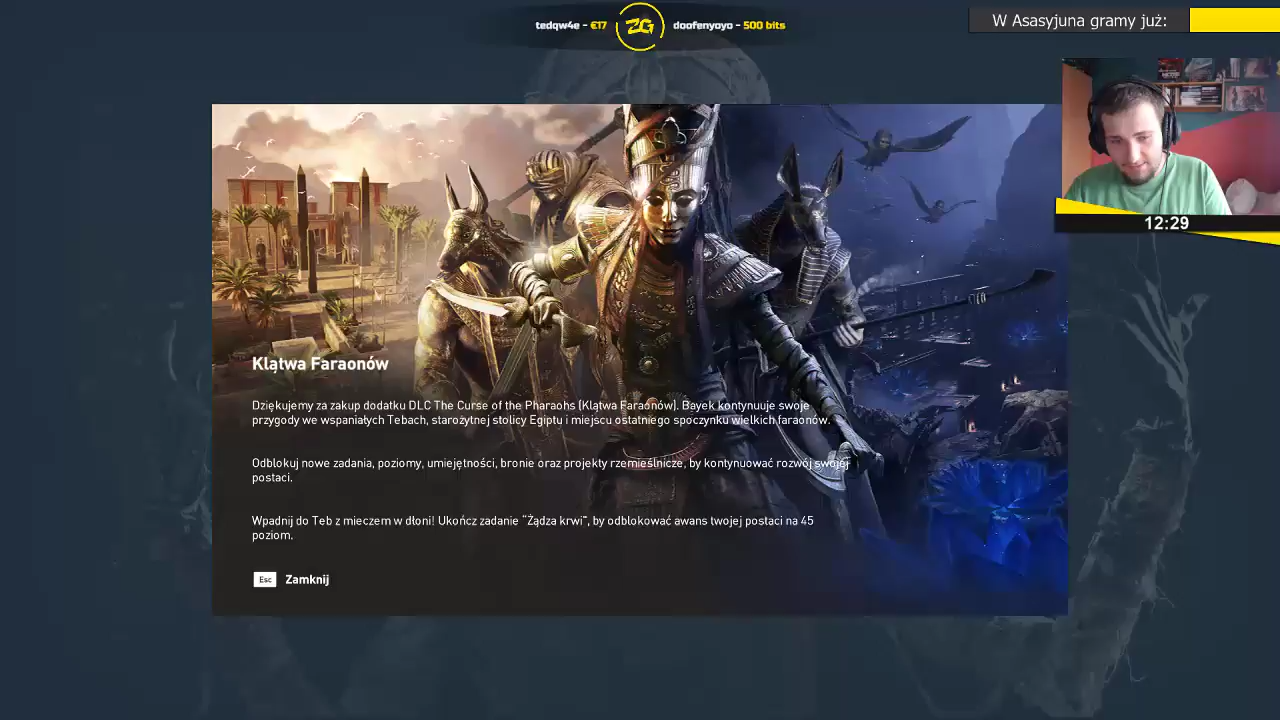 tedqw4e - €17
ZG
doofenyoyo - 500 bits
W Asasyjuna gramy już:
12:29
Klątwa Faraonów
Dziękujemy za zakup dodatku DLC The Curse of the Pharaohs (Klątwa Faraonów). Bayek kontynuuje swoje
przygody we wspaniałych Tebach, starożytnej stolicy Egiptu i miejscu ostatniego spoczynku wielkich faraonów.
Odblokuj nowe zadania, poziomy, umiejętności, bronie oraz projekty rzemieślnicze, by kontynuować rozwój swojej
postaci.
Wpadnij do Teb z mieczem w dłoni! Ukończ zadanie "Żądza krwi", by odblokować awans twojej postaci na 45
poziom.
Esc Zamknij